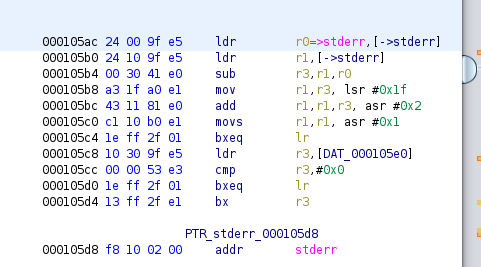 000105ac 24 00 9f e5 ldr r0=>stderr,[->stderr]
000105b0 24 10 9f e5 ldr r1,[->stderr]
000105b4 00 30 41 e0 sub r3,r1,r0
000105b8 a3 1f a0 e1 mov r1,r3, lsr #0x1f
000105bc 43 11 81 e0 add r1,r1,r3, asr #0x2
000105c0 c1 10 b0 e1 movs r1,r1, asr #0x1
000105c4 1e ff 2f 01 bxeq lr
000105c8 10 30 9f e5 ldr r3,[DAT_000105e0]
000105cc 00 00 53 e3 cmp r3,#0x0
000105d0 1e ff 2f 01 bxeq lr
000105d4 13 ff 2f e1 bx r3
PTR_stderr_000105d8
000105d8 f8 10 02 00 addr stderr